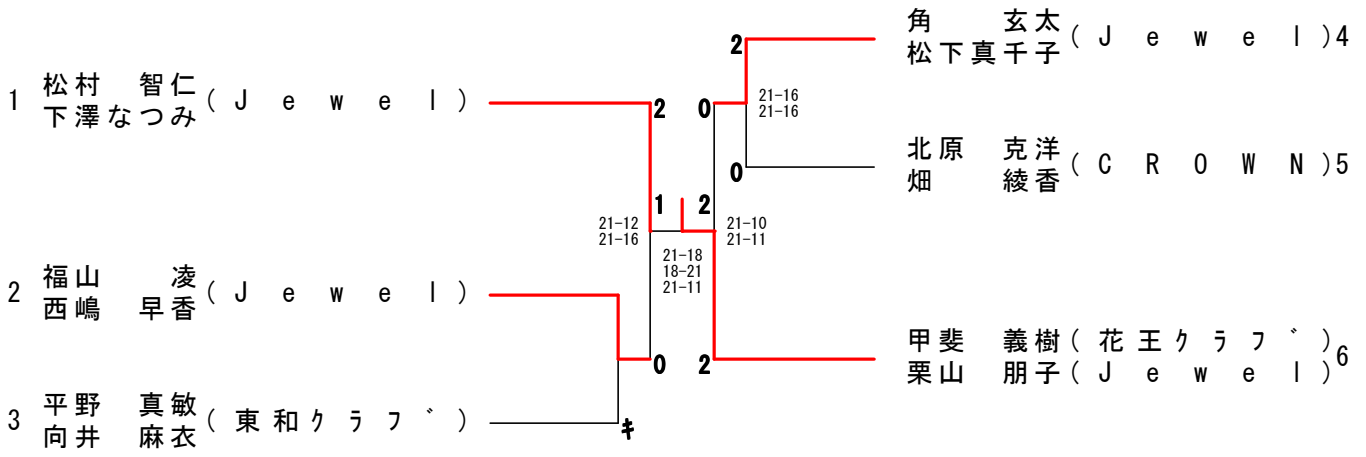 1 松村 智仁 (Jewel)
下澤なつみ
2
1
21-12
21-16
2 福山 凌 (Jewel)
西嶋 早香
0
3 平野 真敏 (東和クラブ)
向井 麻衣
キ
21-18
18-21
21-11
角 玄太 (Jewel) 4
松下真千子
2
0
21-16
21-16
北原 克洋 (CROWN) 5
畑 綾香
0
2
21-10
21-11
甲斐 義樹 (花王クラブ) 6
栗山 朋子 (Jewel)
2